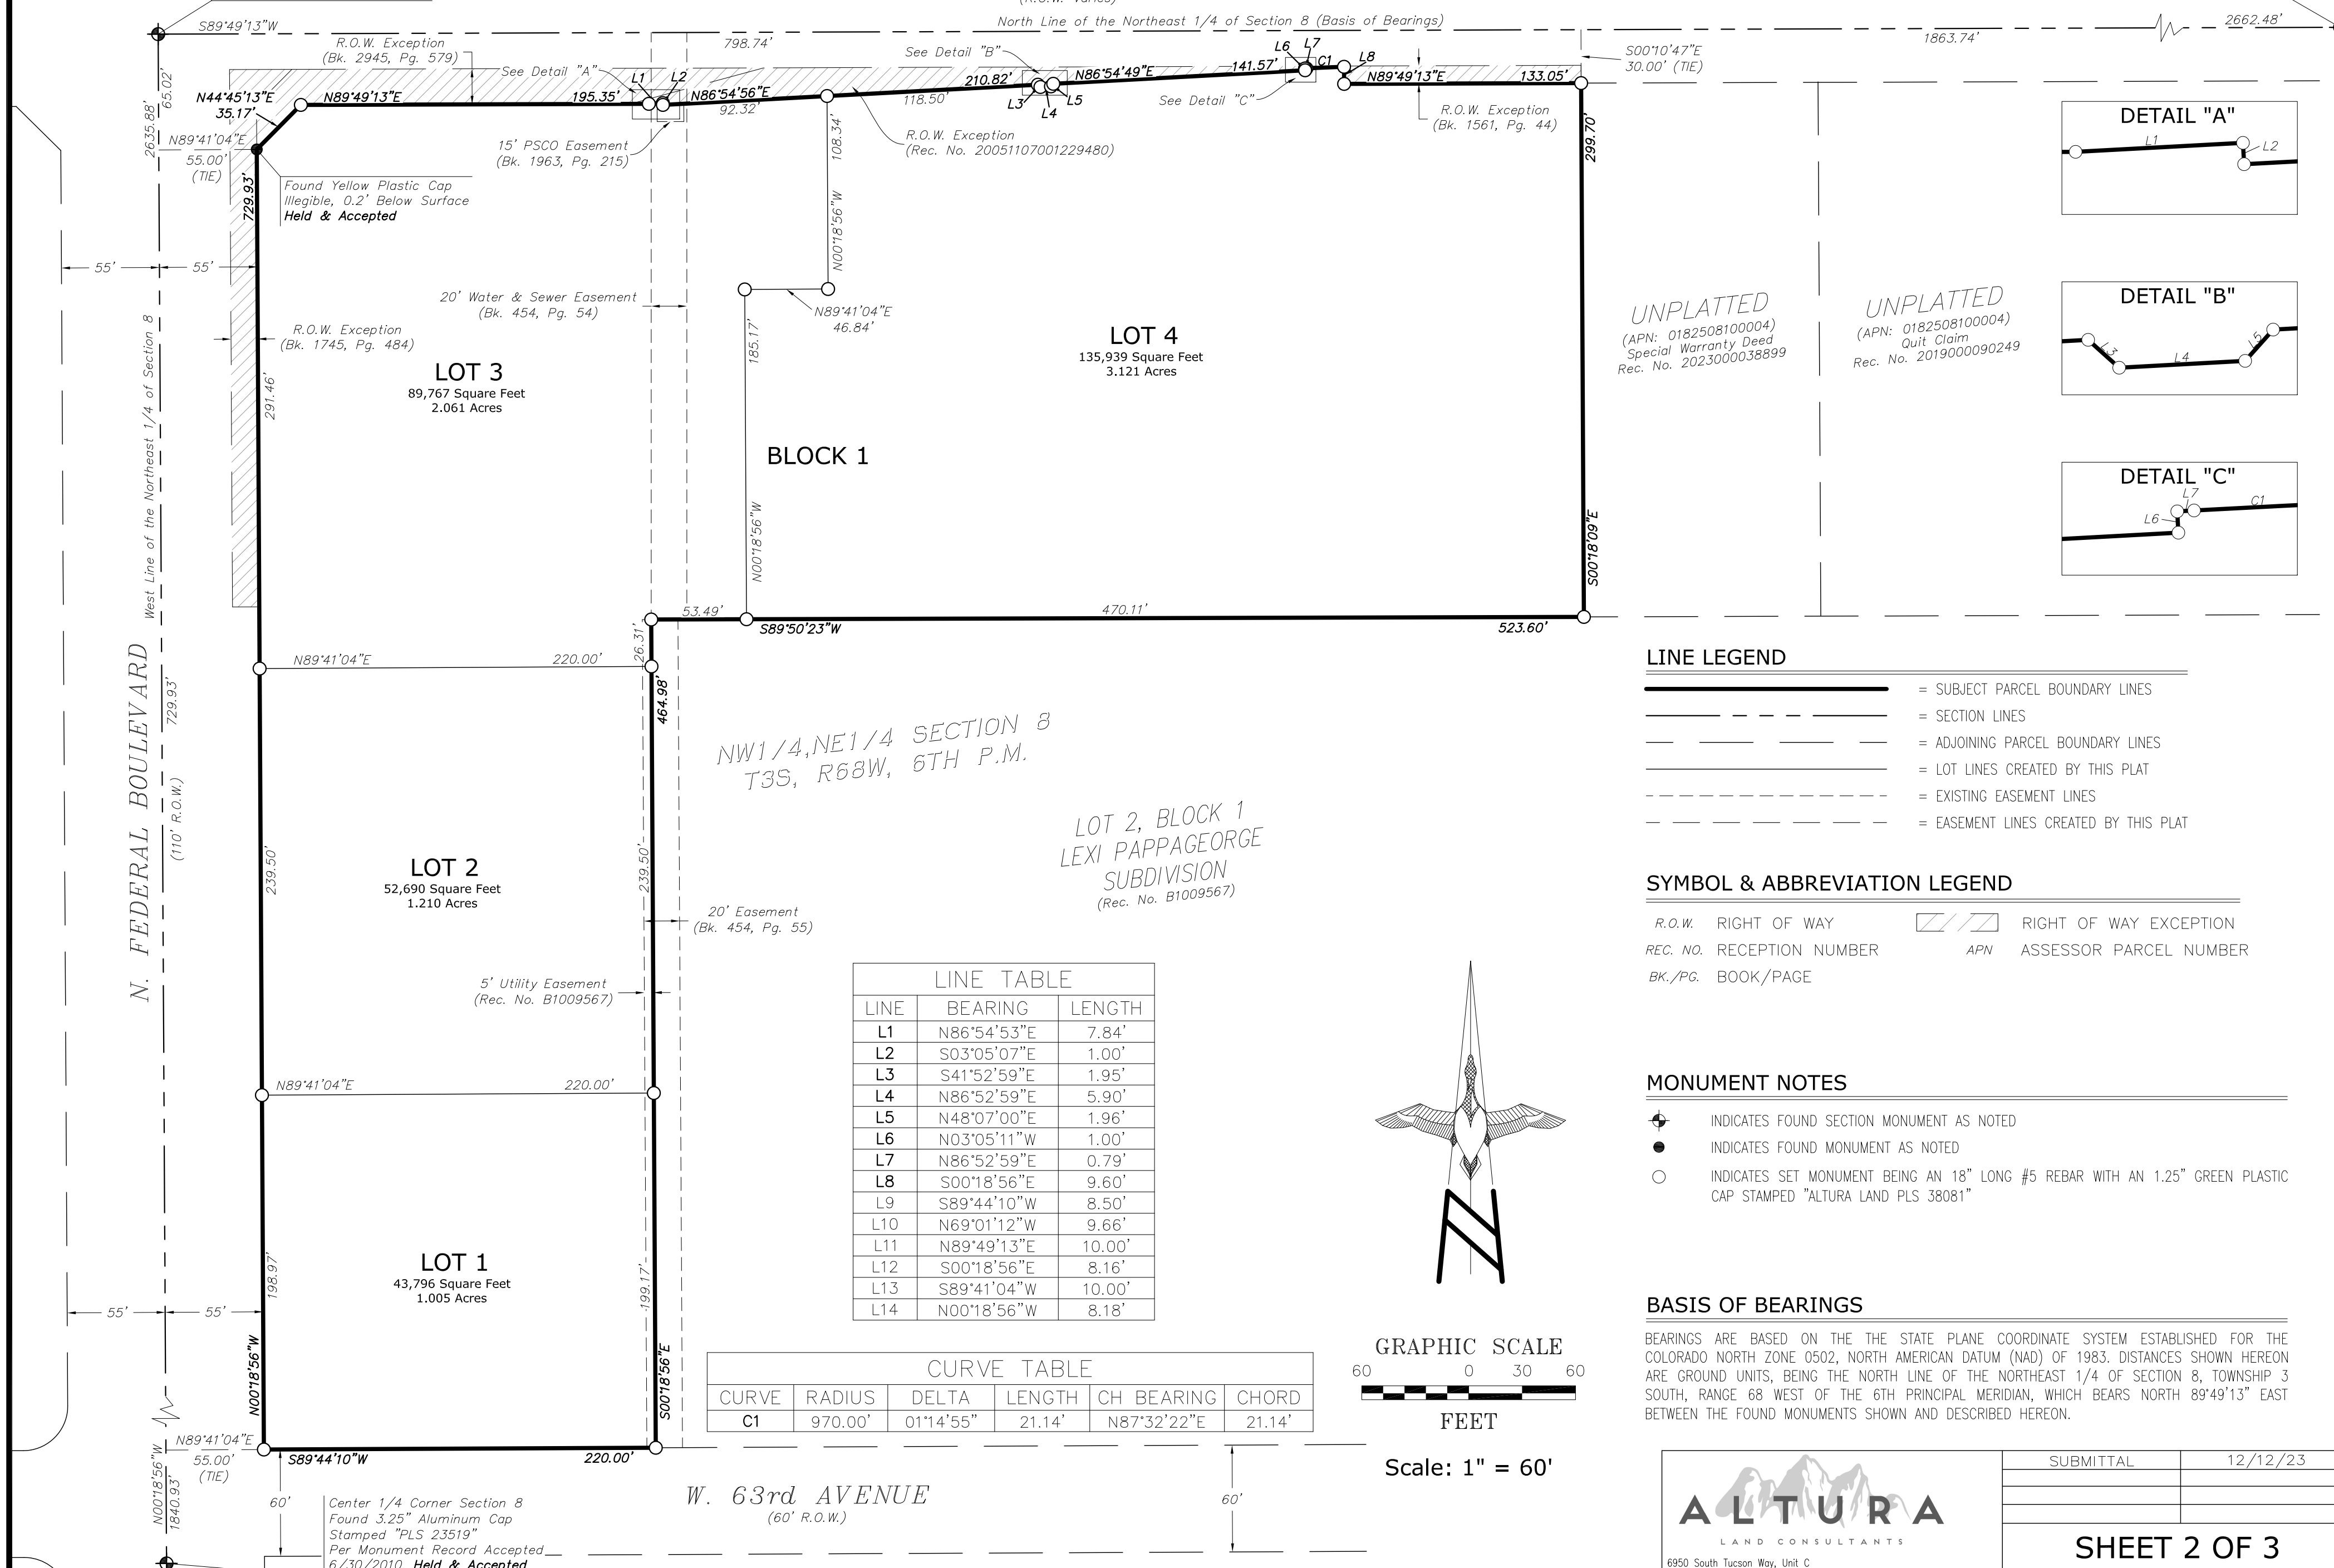 (R.O.W. Varies)
S89°49'13"W
North Line of the Northeast 1/4 of Section 8 (Basis of Bearings)
2662.48'
798.74'
1863.74'
R.O.W. Exception
(Bk. 2945, Pg. 579)
See Detail "A"
See Detail "B"
See Detail "C"
S00°10'47"E
30.00' (TIE)
65.02'
2635.88'
N44°45'13"E
35.17'
N89°49'13"E
195.35'
L1
L2
N86°54'56"E
92.32'
118.50'
210.82'
L3
L4
L5
N86°54'49"E
141.57'
L6
L7
C1
L8
N89°49'13"E
133.05'
N89°41'04"E
55.00'
(TIE)
15' PSCO Easement
(Bk. 1963, Pg. 215)
R.O.W. Exception
(Rec. No. 20051107001229480)
R.O.W. Exception
(Bk. 1561, Pg. 44)
Found Yellow Plastic Cap
Illegible, 0.2' Below Surface
Held & Accepted
729.93'
108.34'
N00°18'56"W
299.70'
DETAIL "A"
L1
L2
55'
55'
20' Water & Sewer Easement
(Bk. 454, Pg. 54)
N89°41'04"E
46.84'
R.O.W. Exception
(Bk. 1745, Pg. 484)
LOT 3
89,767 Square Feet
2.061 Acres
185.17'
LOT 4
135,939 Square Feet
3.121 Acres
UNPLATTED
(APN: 0182508100004)
Special Warranty Deed
Rec. No. 2023000038899
UNPLATTED
(APN: 0182508100004)
Quit Claim
Rec. No. 2019000090249
DETAIL "B"
L3
L4
L5
291.46'
West Line of the Northeast 1/4 of Section 8
BLOCK 1
N00°18'56"W
S00°18'09"E
DETAIL "C"
L7
L6
C1
53.49'
470.11'
S89°50'23"W
523.60'
26.31'
N89°41'04"E
220.00'
464.98'
N. FEDERAL BOULEVARD
(110' R.O.W.)
729.93'
NW1/4,NE1/4 SECTION 8
T3S, R68W, 6TH P.M.
LOT 2, BLOCK 1
LEXI PAPPAGEORGE
SUBDIVISION
(Rec. No. B1009567)
LOT 2
52,690 Square Feet
1.210 Acres
239.50'
239.50'
20' Easement
(Bk. 454, Pg. 55)
5' Utility Easement
(Rec. No. B1009567)
N89°41'04"E
220.00'
LOT 1
43,796 Square Feet
1.005 Acres
198.97'
199.17'
55'
55'
N00°18'56"W
S00°18'56"E
N89°41'04"E
55.00'
(TIE)
S89°44'10"W
220.00'
N00°18'56"W
1840.93'
60'
Center 1/4 Corner Section 8
Found 3.25" Aluminum Cap
Stamped "PLS 23519"
Per Monument Record Accepted
6/30/2010, Held & Accepted
W. 63rd AVENUE
(60' R.O.W.)
60'
LINE TABLE
LINE BEARING LENGTH
L1 N86°54'53"E 7.84'
L2 S03°05'07"E 1.00'
L3 S41°52'59"E 1.95'
L4 N86°52'59"E 5.90'
L5 N48°07'00"E 1.96'
L6 N03°05'11"W 1.00'
L7 N86°52'59"E 0.79'
L8 S00°18'56"E 9.60'
L9 S89°44'10"W 8.50'
L10 N69°01'12"W 9.66'
L11 N89°49'13"E 10.00'
L12 S00°18'56"E 8.16'
L13 S89°41'04"W 10.00'
L14 N00°18'56"W 8.18'
CURVE TABLE
CURVE RADIUS DELTA LENGTH CH BEARING CHORD
C1 970.00' 01°14'55" 21.14' N87°32'22"E 21.14'
GRAPHIC SCALE
60 0 30 60
FEET
Scale: 1" = 60'
LINE LEGEND
= SUBJECT PARCEL BOUNDARY LINES
= SECTION LINES
= ADJOINING PARCEL BOUNDARY LINES
= LOT LINES CREATED BY THIS PLAT
= EXISTING EASEMENT LINES
= EASEMENT LINES CREATED BY THIS PLAT
SYMBOL & ABBREVIATION LEGEND
R.O.W. RIGHT OF WAY
RIGHT OF WAY EXCEPTION
REC. NO. RECEPTION NUMBER
APN ASSESSOR PARCEL NUMBER
BK./PG. BOOK/PAGE
MONUMENT NOTES
INDICATES FOUND SECTION MONUMENT AS NOTED
INDICATES FOUND MONUMENT AS NOTED
INDICATES SET MONUMENT BEING AN 18" LONG #5 REBAR WITH AN 1.25" GREEN PLASTIC
CAP STAMPED "ALTURA LAND PLS 38081"
BASIS OF BEARINGS
BEARINGS ARE BASED ON THE THE STATE PLANE COORDINATE SYSTEM ESTABLISHED FOR THE
COLORADO NORTH ZONE 0502, NORTH AMERICAN DATUM (NAD) OF 1983. DISTANCES SHOWN HEREON
ARE GROUND UNITS, BEING THE NORTH LINE OF THE NORTHEAST 1/4 OF SECTION 8, TOWNSHIP 3
SOUTH, RANGE 68 WEST OF THE 6TH PRINCIPAL MERIDIAN, WHICH BEARS NORTH 89°49'13" EAST
BETWEEN THE FOUND MONUMENTS SHOWN AND DESCRIBED HEREON.
ALTURA
LAND CONSULTANTS
6950 South Tucson Way, Unit C
SUBMITTAL 12/12/23
SHEET 2 OF 3